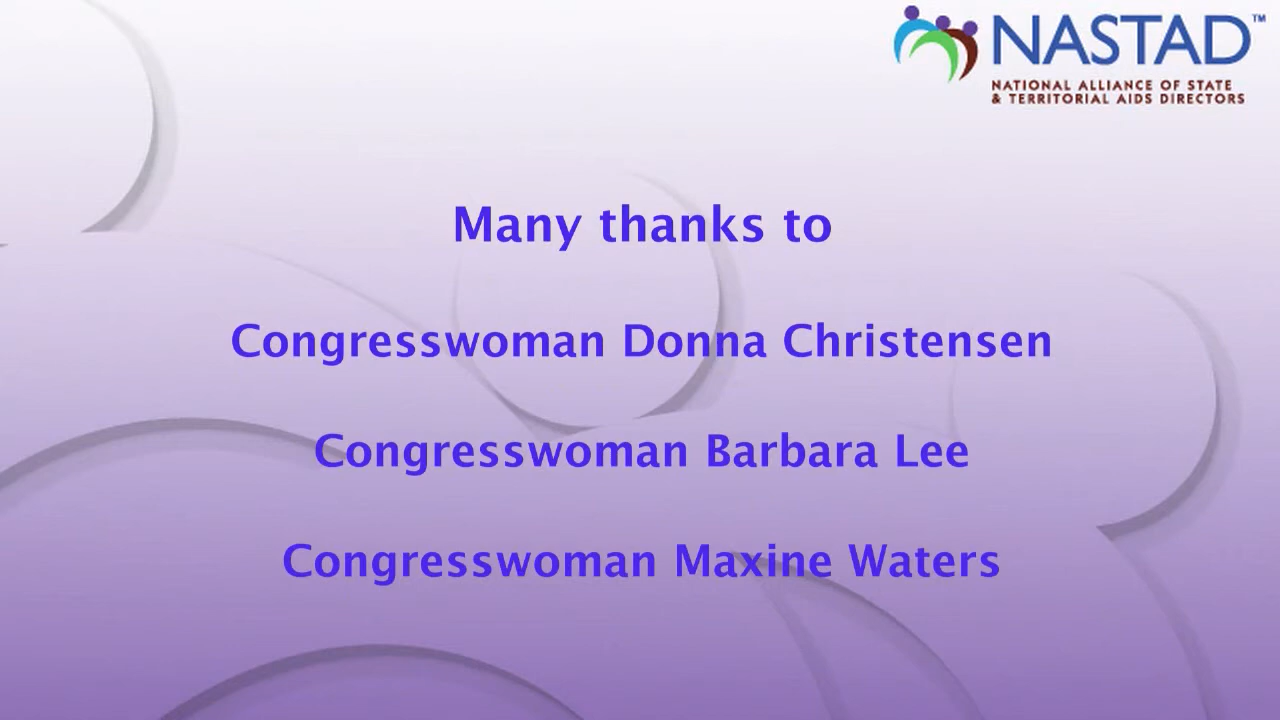 NASTAD™
NATIONAL ALLIANCE OF STATE
& TERRITORIAL AIDS DIRECTORS
Many thanks to
Congresswoman Donna Christensen
Congresswoman Barbara Lee
Congresswoman Maxine Waters